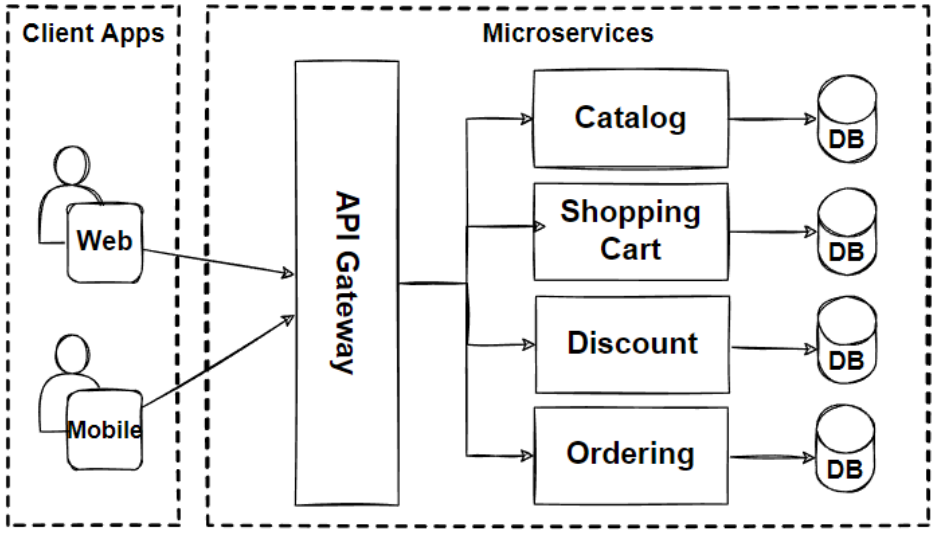 Client Apps
Microservices
Web
Mobile
API Gateway
Catalog
DB
Shopping
Cart
DB
Discount
DB
Ordering
DB